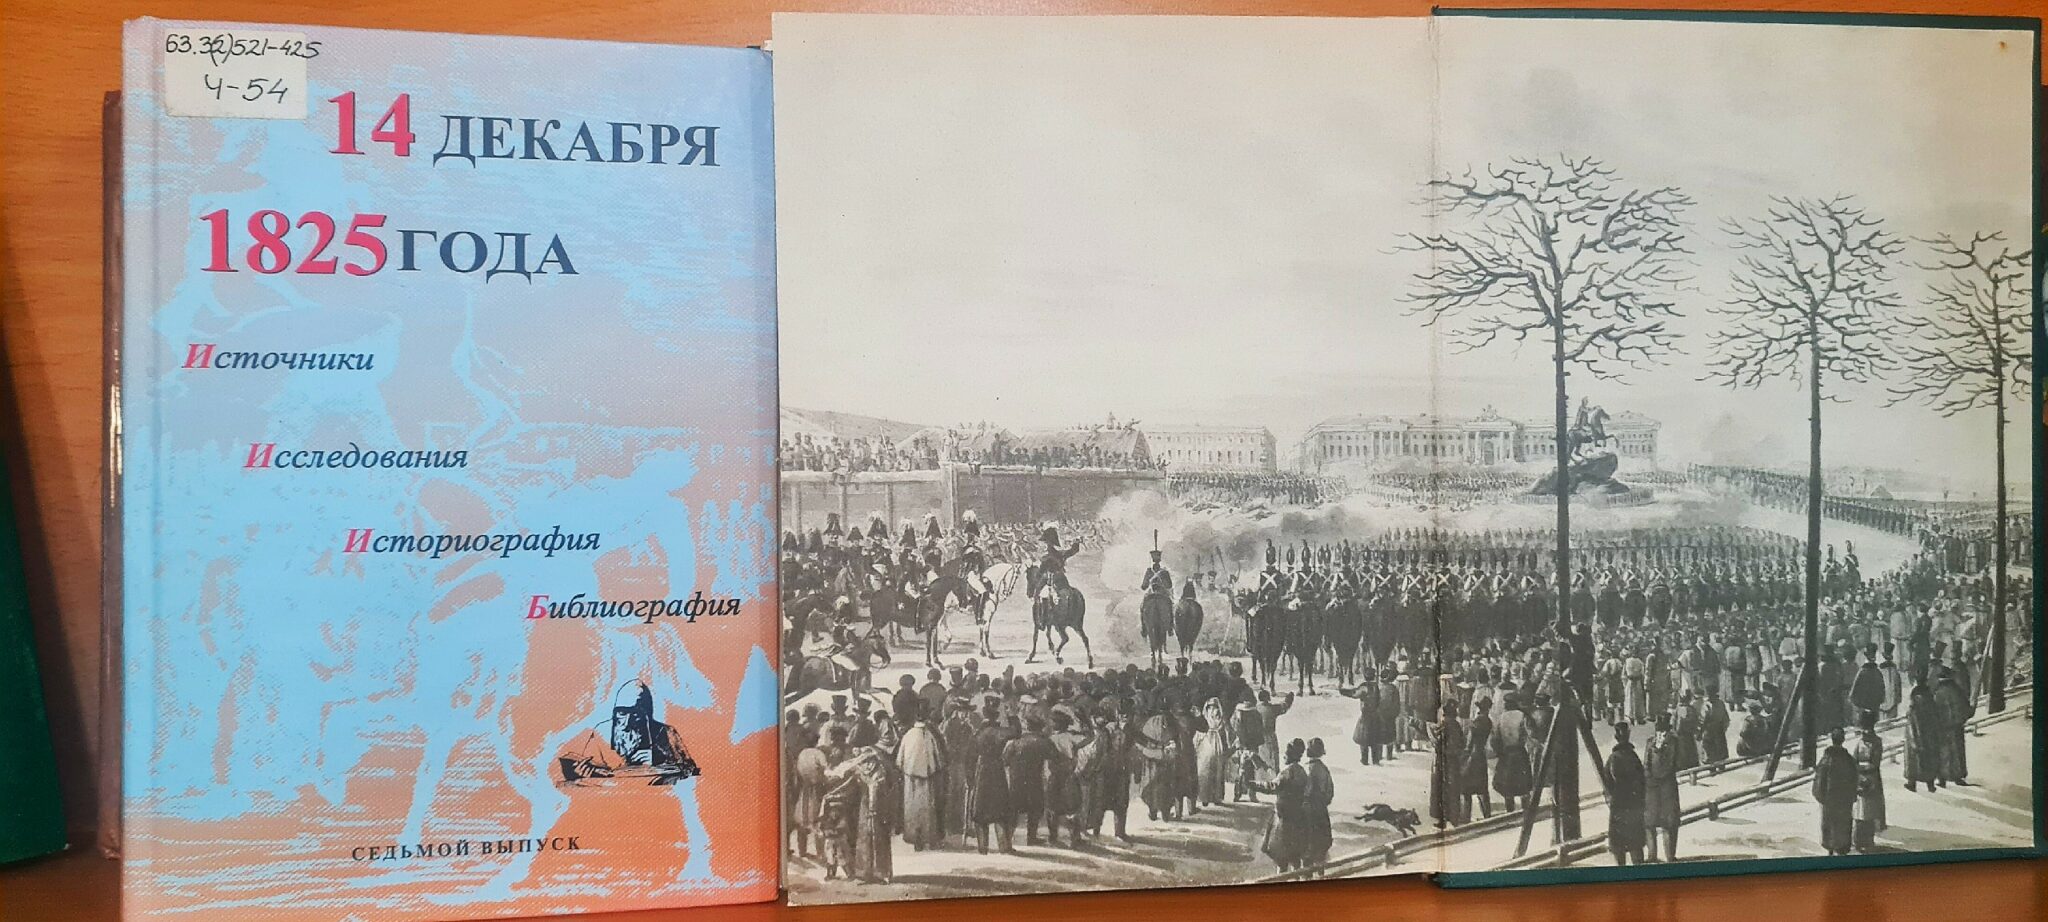 63.3(2)521-425
Ч-54
14 ДЕКАБРЯ
1825 ГОДА
Источники
Исследования
Историография
Библиография
СЕДЬМОЙ ВЫПУСК